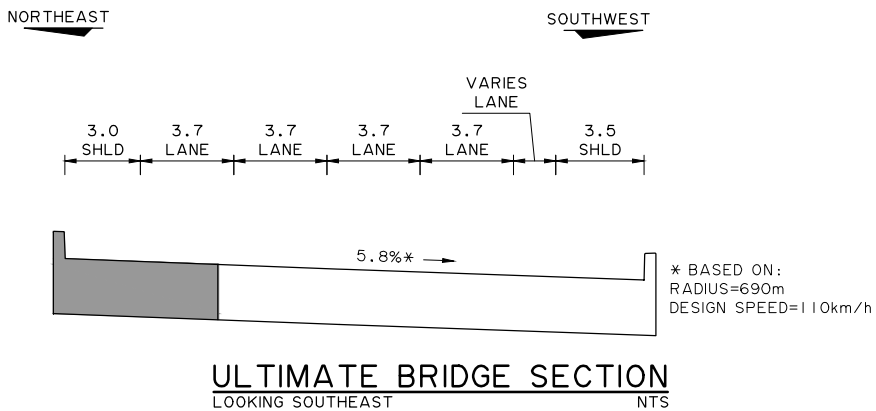 NORTHEAST
SOUTHWEST
VARIES
LANE
3.0 3.7 3.7 3.7 3.7 3.5
SHLD LANE LANE LANE LANE SHLD
5.8%*
* BASED ON:
RADIUS=690m
DESIGN SPEED=110km/h
ULTIMATE BRIDGE SECTION
LOOKING SOUTHEAST NTS